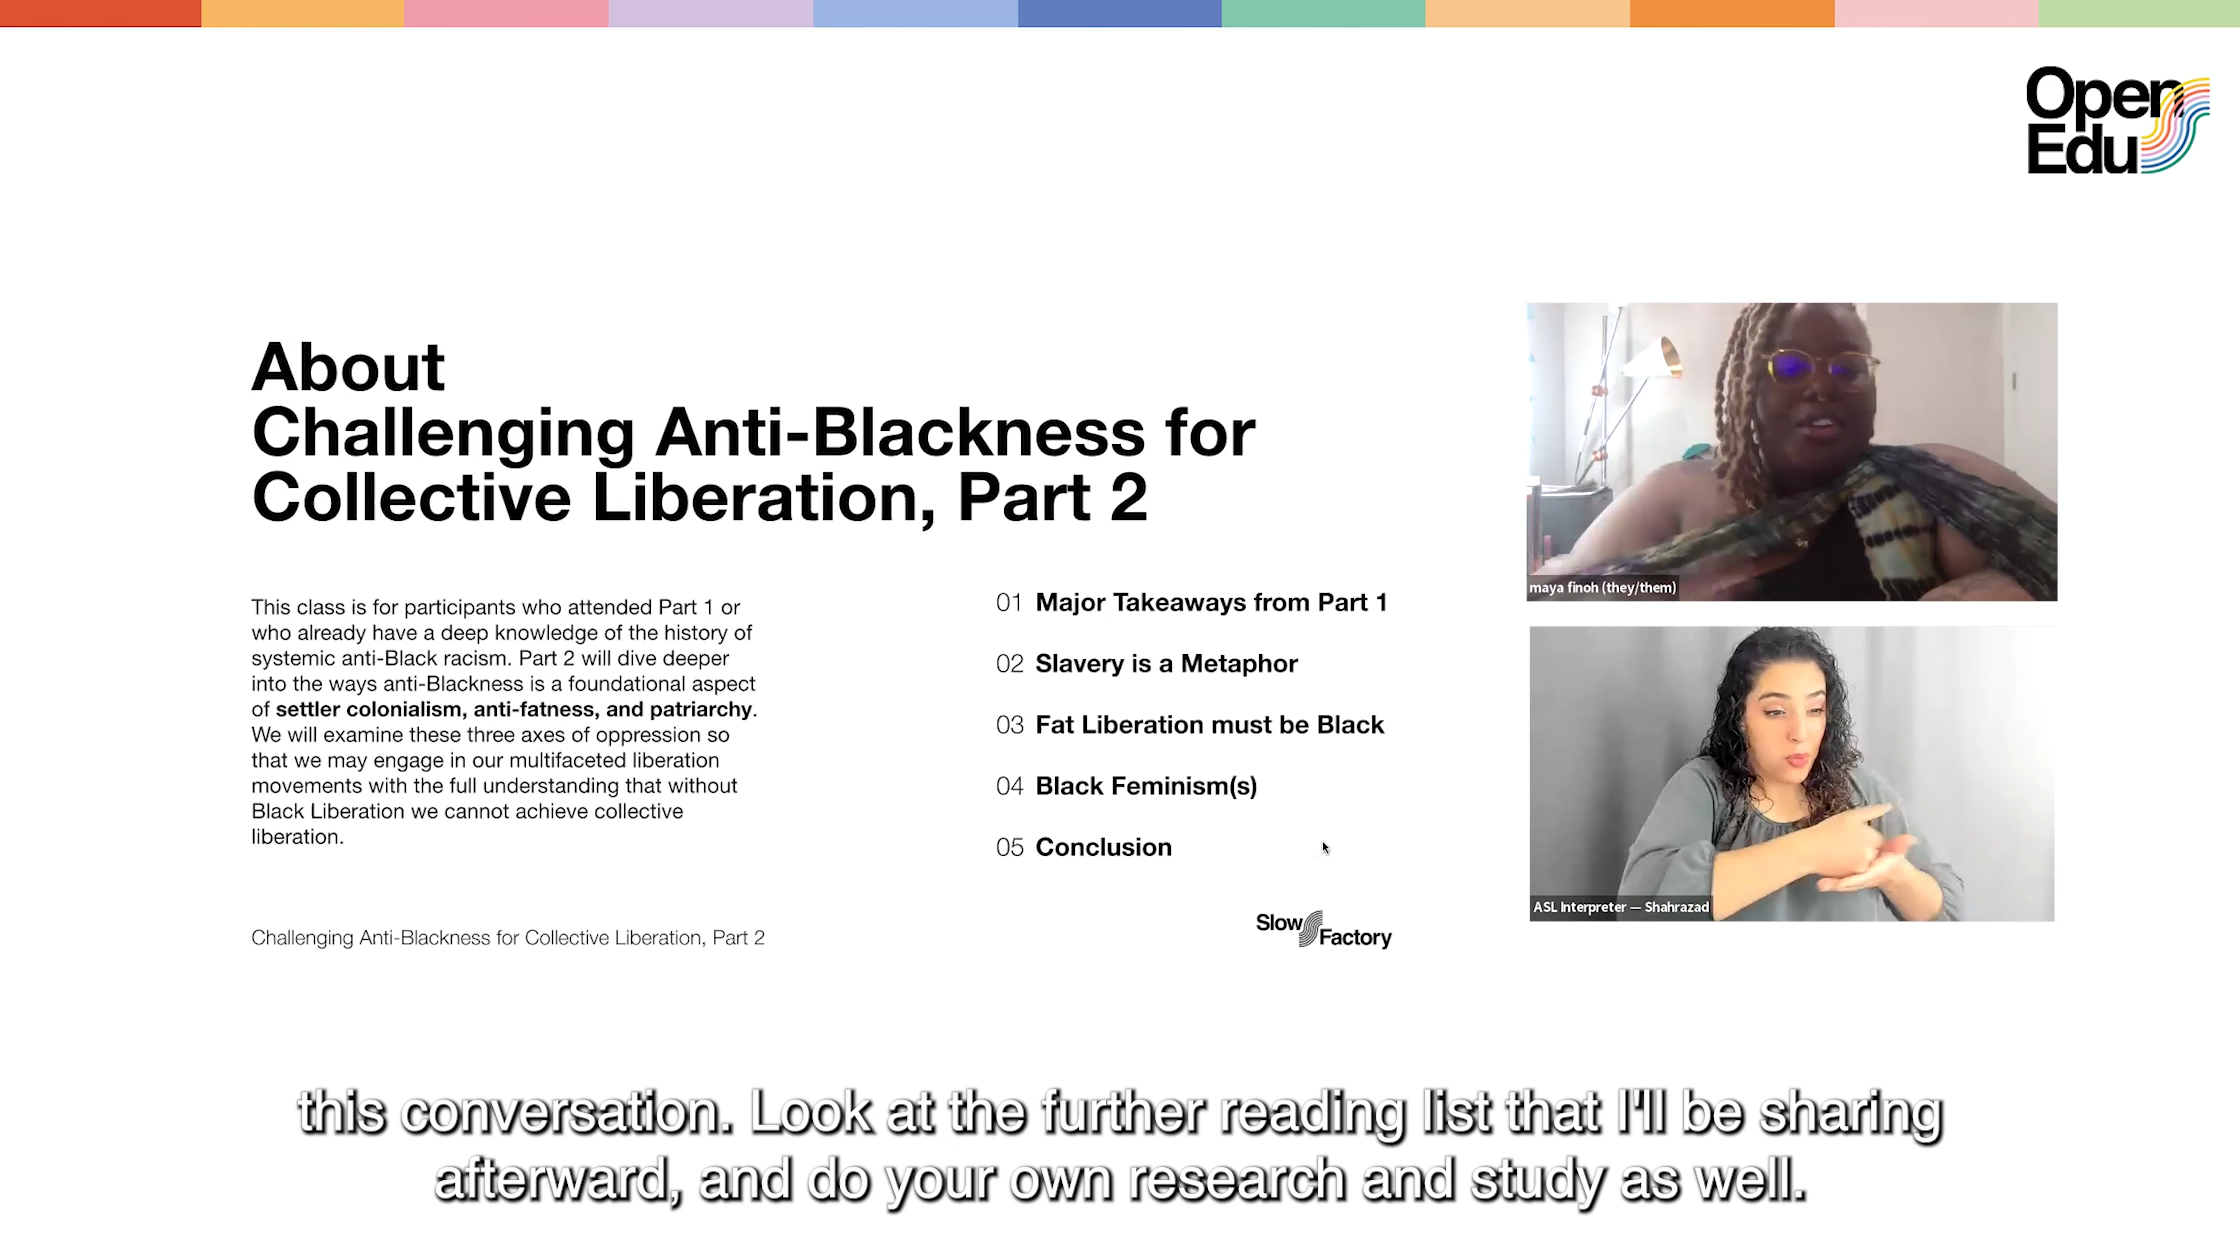 Open
Edu
About
Challenging Anti-Blackness for
Collective Liberation, Part 2
This class is for participants who attended Part 1 or
who already have a deep knowledge of the history of
systemic anti-Black racism. Part 2 will dive deeper
into the ways anti-Blackness is a foundational aspect
of settler colonialism, anti-fatness, and patriarchy.
We will examine these three axes of oppression so
that we may engage in our multifaceted liberation
movements with the full understanding that without
Black Liberation we cannot achieve collective
liberation.
01 Major Takeaways from Part 1
02 Slavery is a Metaphor
03 Fat Liberation must be Black
04 Black Feminism(s)
05 Conclusion
maya finoh (they/them)
ASL Interpreter — Shahrazad
Challenging Anti-Blackness for Collective Liberation, Part 2
Slow
Factory
this conversation. Look at the further reading list that I'll be sharing
afterward, and do your own research and study as well.